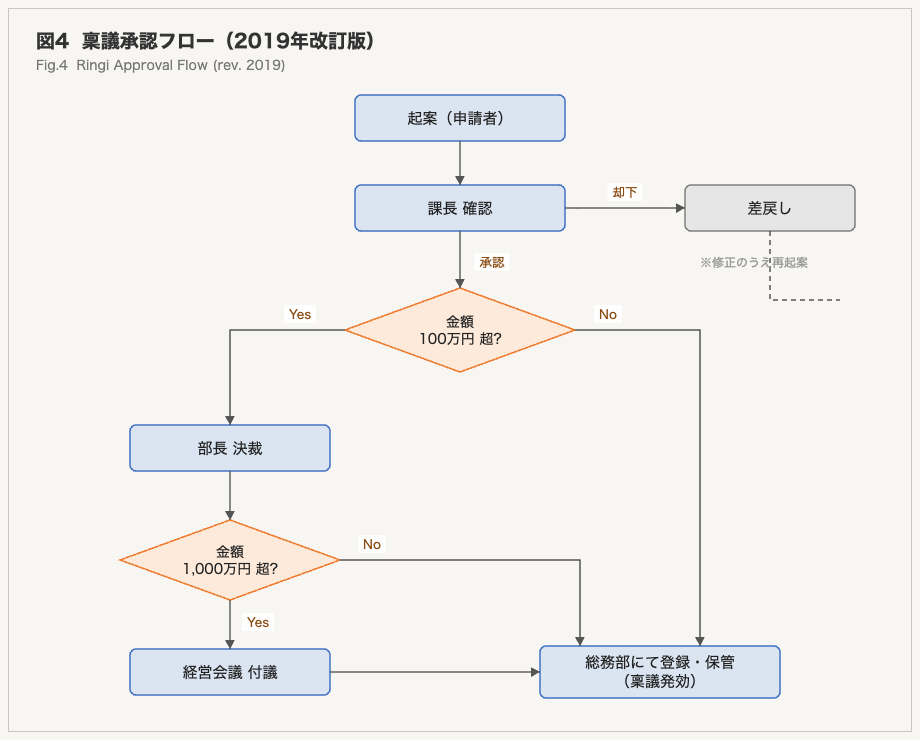 図4 稟議承認フロー（2019年改訂版）
Fig.4 Ringi Approval Flow (rev. 2019)
起案（申請者）
課長 確認
却下
差戻し
承認
※修正のうえ再起案
Yes
金額
100万円 超?
No
部長 決裁
金額
1,000万円 超?
No
Yes
経営会議 付議
総務部にて登録・保管
（稟議発効）